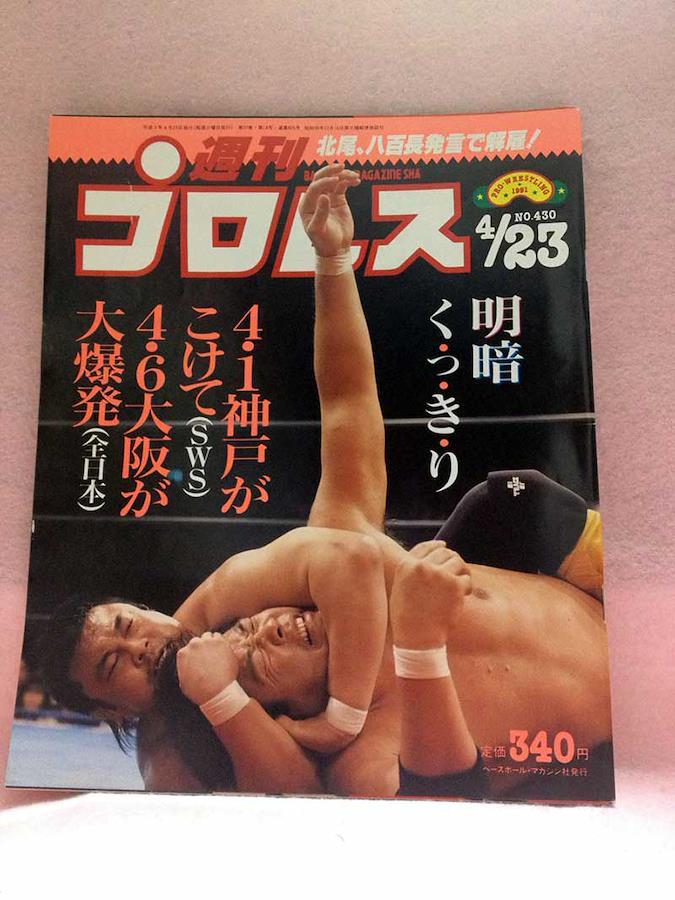 北尾、八百長発言で解雇!
週刊
プロレス
PRO-WRESTLING
1991
NO.430
4/23
明暗
くっきり
4・1神戸が
こけて(SWS)
4・6大阪が
大爆発(全日本)
定価340円
ベースボール・マガジン社発行